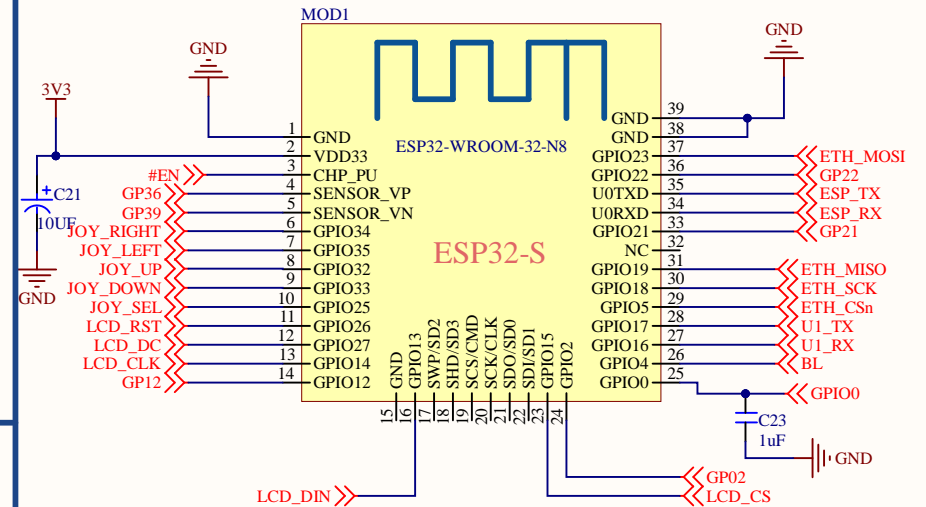 MOD1
GND
GND
3V3
ESP32-WROOM-32-N8
ESP32-S
C21
10UF
GND
#EN
GP36
GP39
JOY_RIGHT
JOY_LEFT
JOY_UP
JOY_DOWN
JOY_SEL
LCD_RST
LCD_DC
LCD_CLK
GP12
1 GND
2 VDD33
3 CHP_PU
4 SENSOR_VP
5 SENSOR_VN
6 GPIO34
7 GPIO35
8 GPIO32
9 GPIO33
10 GPIO25
11 GPIO26
12 GPIO27
13 GPIO14
14 GPIO12
GND 15
GPIO13 16
SWP/SD2 17
SHD/SD3 18
SCS/CMD 19
SCK/CLK 20
SDO/SD0 21
SDI/SD1 22
GPIO15 23
GPIO2 24
GND 39
GND 38
GPIO23 37 ETH_MOSI
GPIO22 36 GP22
U0TXD 35 ESP_TX
U0RXD 34 ESP_RX
GPIO21 33 GP21
NC 32
GPIO19 31 ETH_MISO
GPIO18 30 ETH_SCK
GPIO5 29 ETH_CSn
GPIO17 28 U1_TX
GPIO16 27 U1_RX
GPIO4 26 BL
GPIO0 25 GPIO0
C23
1uF
GND
GP02
LCD_CS
LCD_DIN